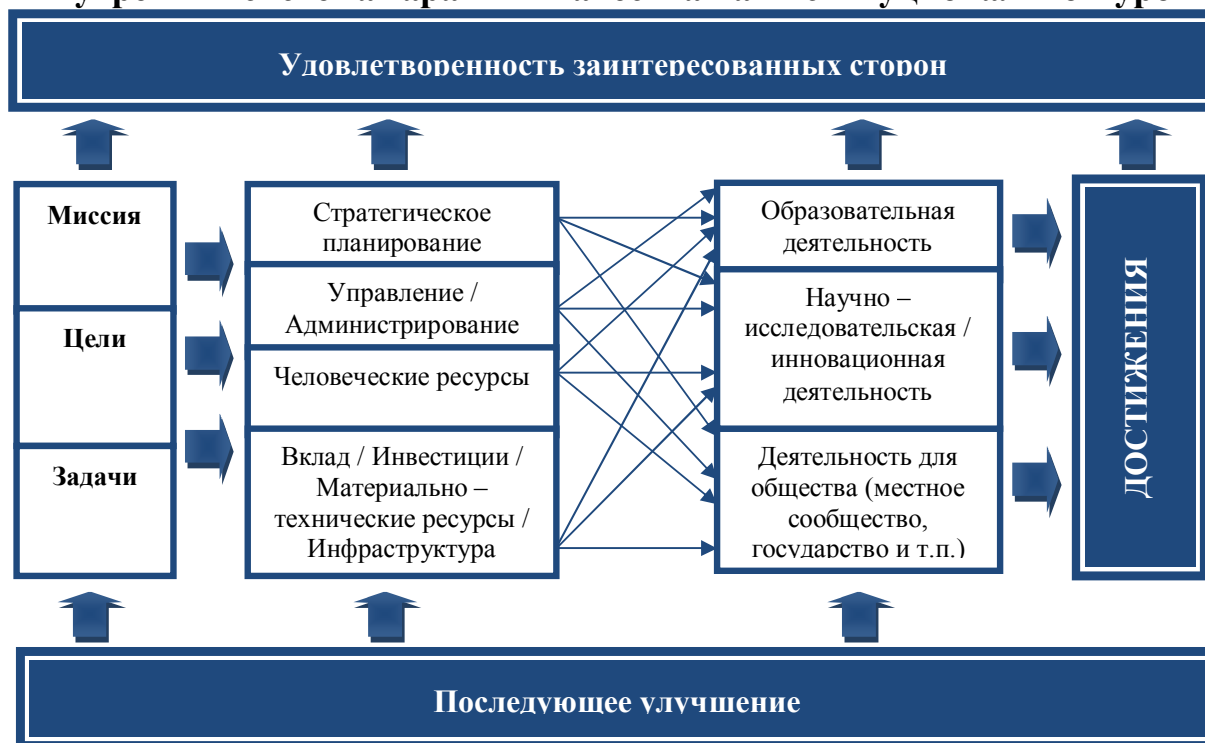 Удовлетворенность заинтересованных сторон
Миссия
Цели
Задачи
Стратегическое
планирование
Управление /
Администрирование
Человеческие ресурсы
Вклад / Инвестиции /
Материально –
технические ресурсы /
Инфраструктура
Образовательная
деятельность
Научно –
исследовательская /
инновационная
деятельность
Деятельность для
общества (местное
сообщество,
государство и т.п.)
ДОСТИЖЕНИЯ
Последующее улучшение